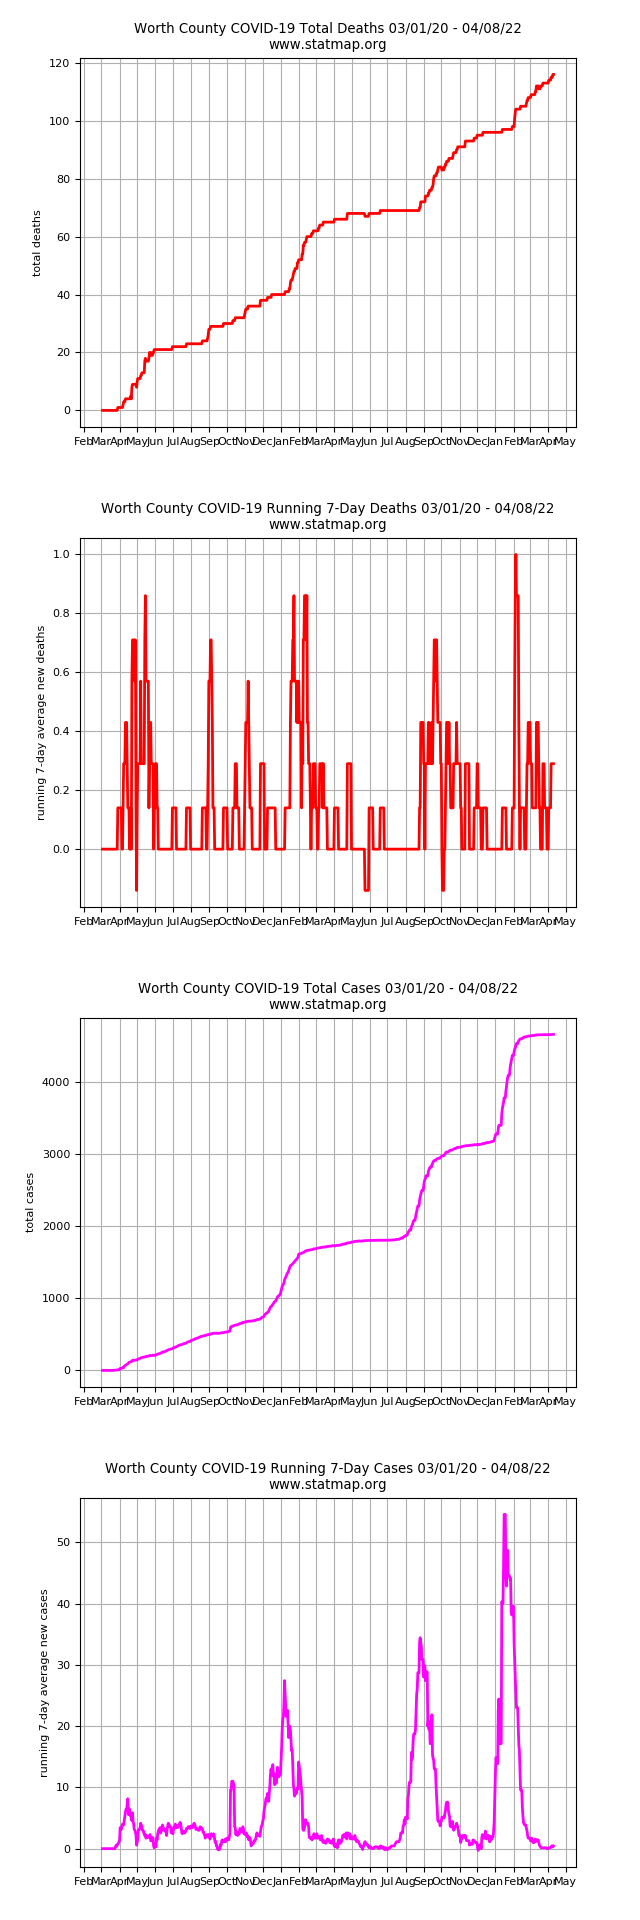 Worth County COVID-19 Total Deaths 03/01/20 - 04/08/22
www.statmap.org
120
100
80
60
40
20
0
total deaths
Feb Mar Apr May Jun Jul Aug Sep Oct Nov Dec Jan Feb Mar Apr May Jun Jul Aug Sep Oct Nov Dec Jan Feb Mar Apr May
Worth County COVID-19 Running 7-Day Deaths 03/01/20 - 04/08/22
www.statmap.org
1.0
0.8
0.6
0.4
0.2
0.0
running 7-day average new deaths
Feb Mar Apr May Jun Jul Aug Sep Oct Nov Dec Jan Feb Mar Apr May Jun Jul Aug Sep Oct Nov Dec Jan Feb Mar Apr May
Worth County COVID-19 Total Cases 03/01/20 - 04/08/22
www.statmap.org
4000
3000
2000
1000
0
total cases
Feb Mar Apr May Jun Jul Aug Sep Oct Nov Dec Jan Feb Mar Apr May Jun Jul Aug Sep Oct Nov Dec Jan Feb Mar Apr May
Worth County COVID-19 Running 7-Day Cases 03/01/20 - 04/08/22
www.statmap.org
50
40
30
20
10
0
running 7-day average new cases
Feb Mar Apr May Jun Jul Aug Sep Oct Nov Dec Jan Feb Mar Apr May Jun Jul Aug Sep Oct Nov Dec Jan Feb Mar Apr May